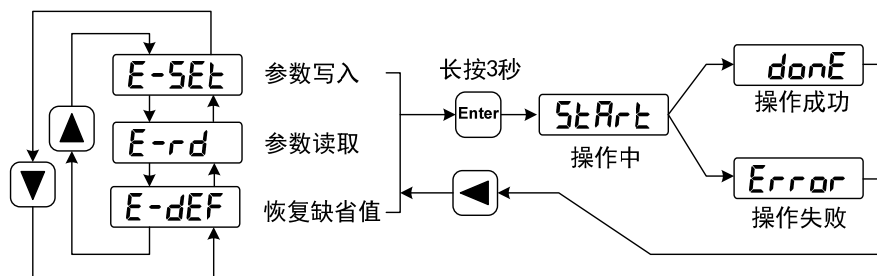 E-SEt
参数写入
E-rd
参数读取
E-dEF
恢复缺省值
长按3秒
Enter
StArt
操作中
donE
操作成功
Error
操作失败